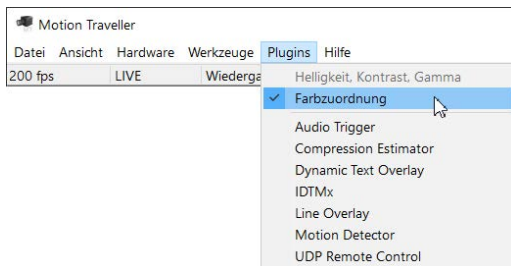 Motion Traveller
Datei Ansicht Hardware Werkzeuge Plugins Hilfe
200 fps LIVE Wiederga
Helligkeit, Kontrast, Gamma
Farbzuordnung
Audio Trigger
Compression Estimator
Dynamic Text Overlay
IDTMx
Line Overlay
Motion Detector
UDP Remote Control